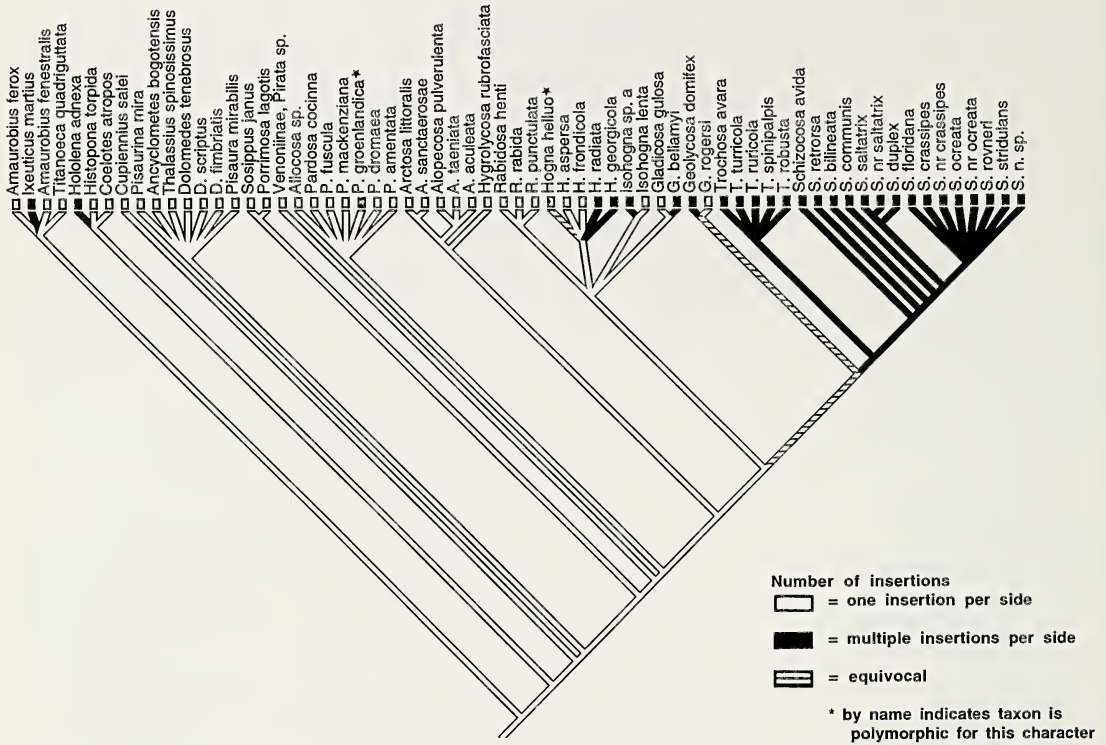 Amaurobius ferox
Ixeuticus martius
Amaurobius fenestralis
Titanoeca quadriguttata
Hololena adnexa
Histopona torpida
Coelotes atropos
Cupiennius salei
Pisaurina mira
Ancylometes bogotensis
Thalassius spinosissimus
Dolomedes tenebrosus
D. scriptus
D. fimbriatis
Pisaura mirabilis
Sosippus janus
Porrimosa lagotis
Venoniinae, Pirata sp.
Allocosa sp.
Pardosa cocinna
P. fuscula
P. mackenziana
P. groenlandica*
P. dromaea
P. amentata
Arctosa littoralis
A. sanctaerosae
Alopecosa pulverulenta
A. taeniata
A. aculeata
Hygrolycosa rubrofasciata
Rabidosa henti
R. rabida
R. punctulata
Hogna helluo*
H. aspersa
H. frondicola
H. radiata
H. georgicola
Isohogna sp. a
Isohogna lenta
Gladicosa gulosa
G. bellamyi
Geolycosa domifex
G. rogersi
Trochosa avara
T. turricola
T. ruricola
T. spinipalpis
T. robusta
Schizocosa avida
S. retrorsa
S. bilineata
S. communis
S. saltatrix
S. nr saltatrix
S. duplex
S. floridana
S. crassipes
S. nr crassipes
S. ocreata
S. nr ocreata
S. rovneri
S. stridulans
S. n. sp.
Number of insertions
= one insertion per side
= multiple insertions per side
= equivocal
* by name indicates taxon is
polymorphic for this character